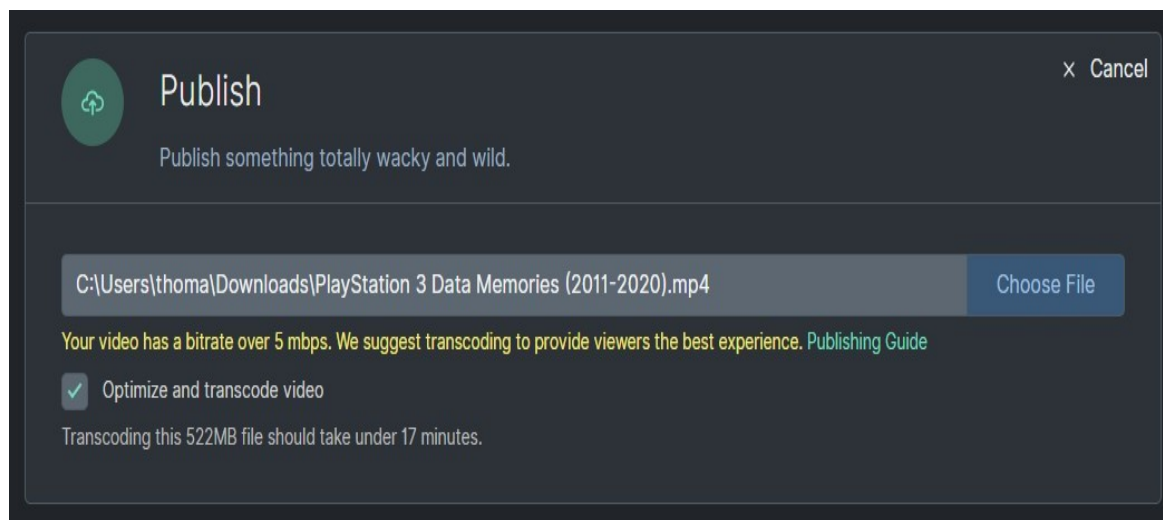 Publish
× Cancel
Publish something totally wacky and wild.
C:\Users\thoma\Downloads\PlayStation 3 Data Memories (2011-2020).mp4
Choose File
Your video has a bitrate over 5 mbps. We suggest transcoding to provide viewers the best experience. Publishing Guide
Optimize and transcode video
Transcoding this 522MB file should take under 17 minutes.